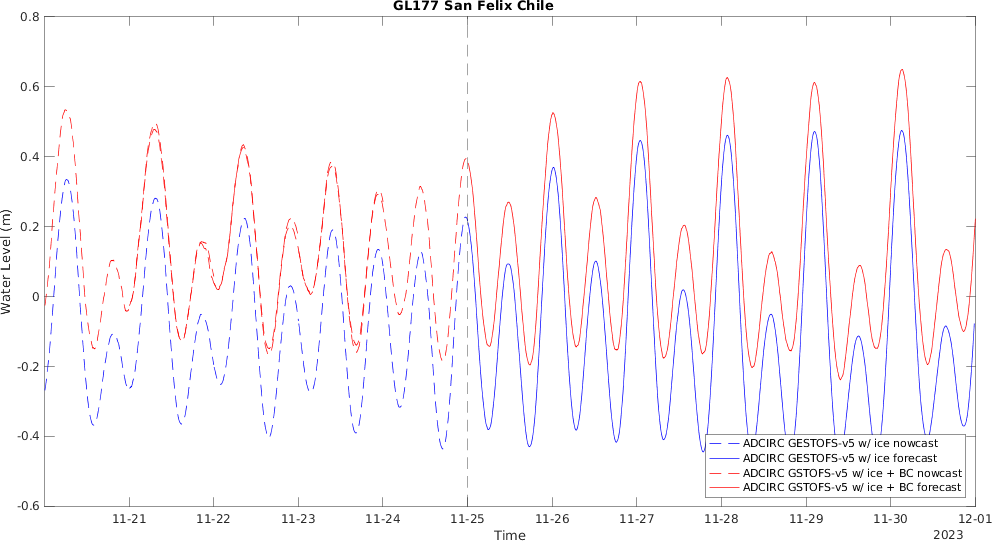 GL177 San Felix Chile
0.8
0.6
0.4
0.2
0
-0.2
-0.4
-0.6
Water Level (m)
ADCIRC GESTOFS-v5 w/ ice nowcast
ADCIRC GESTOFS-v5 w/ ice forecast
ADCIRC GSTOFS-v5 w/ ice + BC nowcast
ADCIRC GSTOFS-v5 w/ ice + BC forecast
11-21 11-22 11-23 11-24 11-25 11-26 11-27 11-28 11-29 11-30 12-01
Time
2023